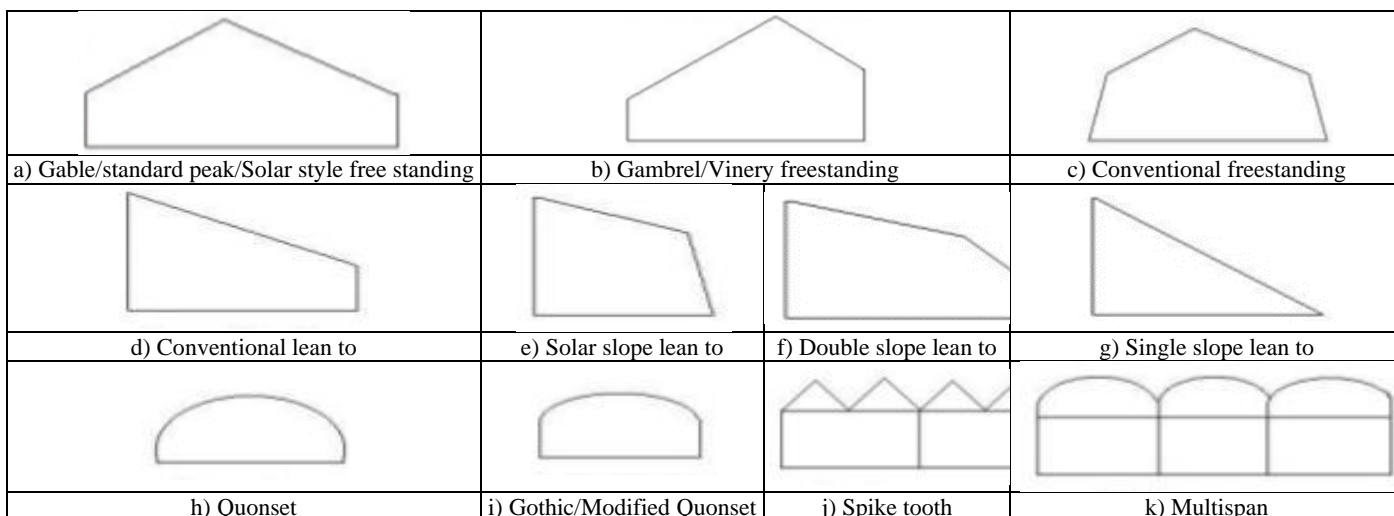 a) Gable/standard peak/Solar style free standing
b) Gambrel/Vinery freestanding
c) Conventional freestanding
d) Conventional lean to
e) Solar slope lean to
f) Double slope lean to
g) Single slope lean to
h) Quonset
i) Gothic/Modified Quonset
j) Spike tooth
k) Multispan